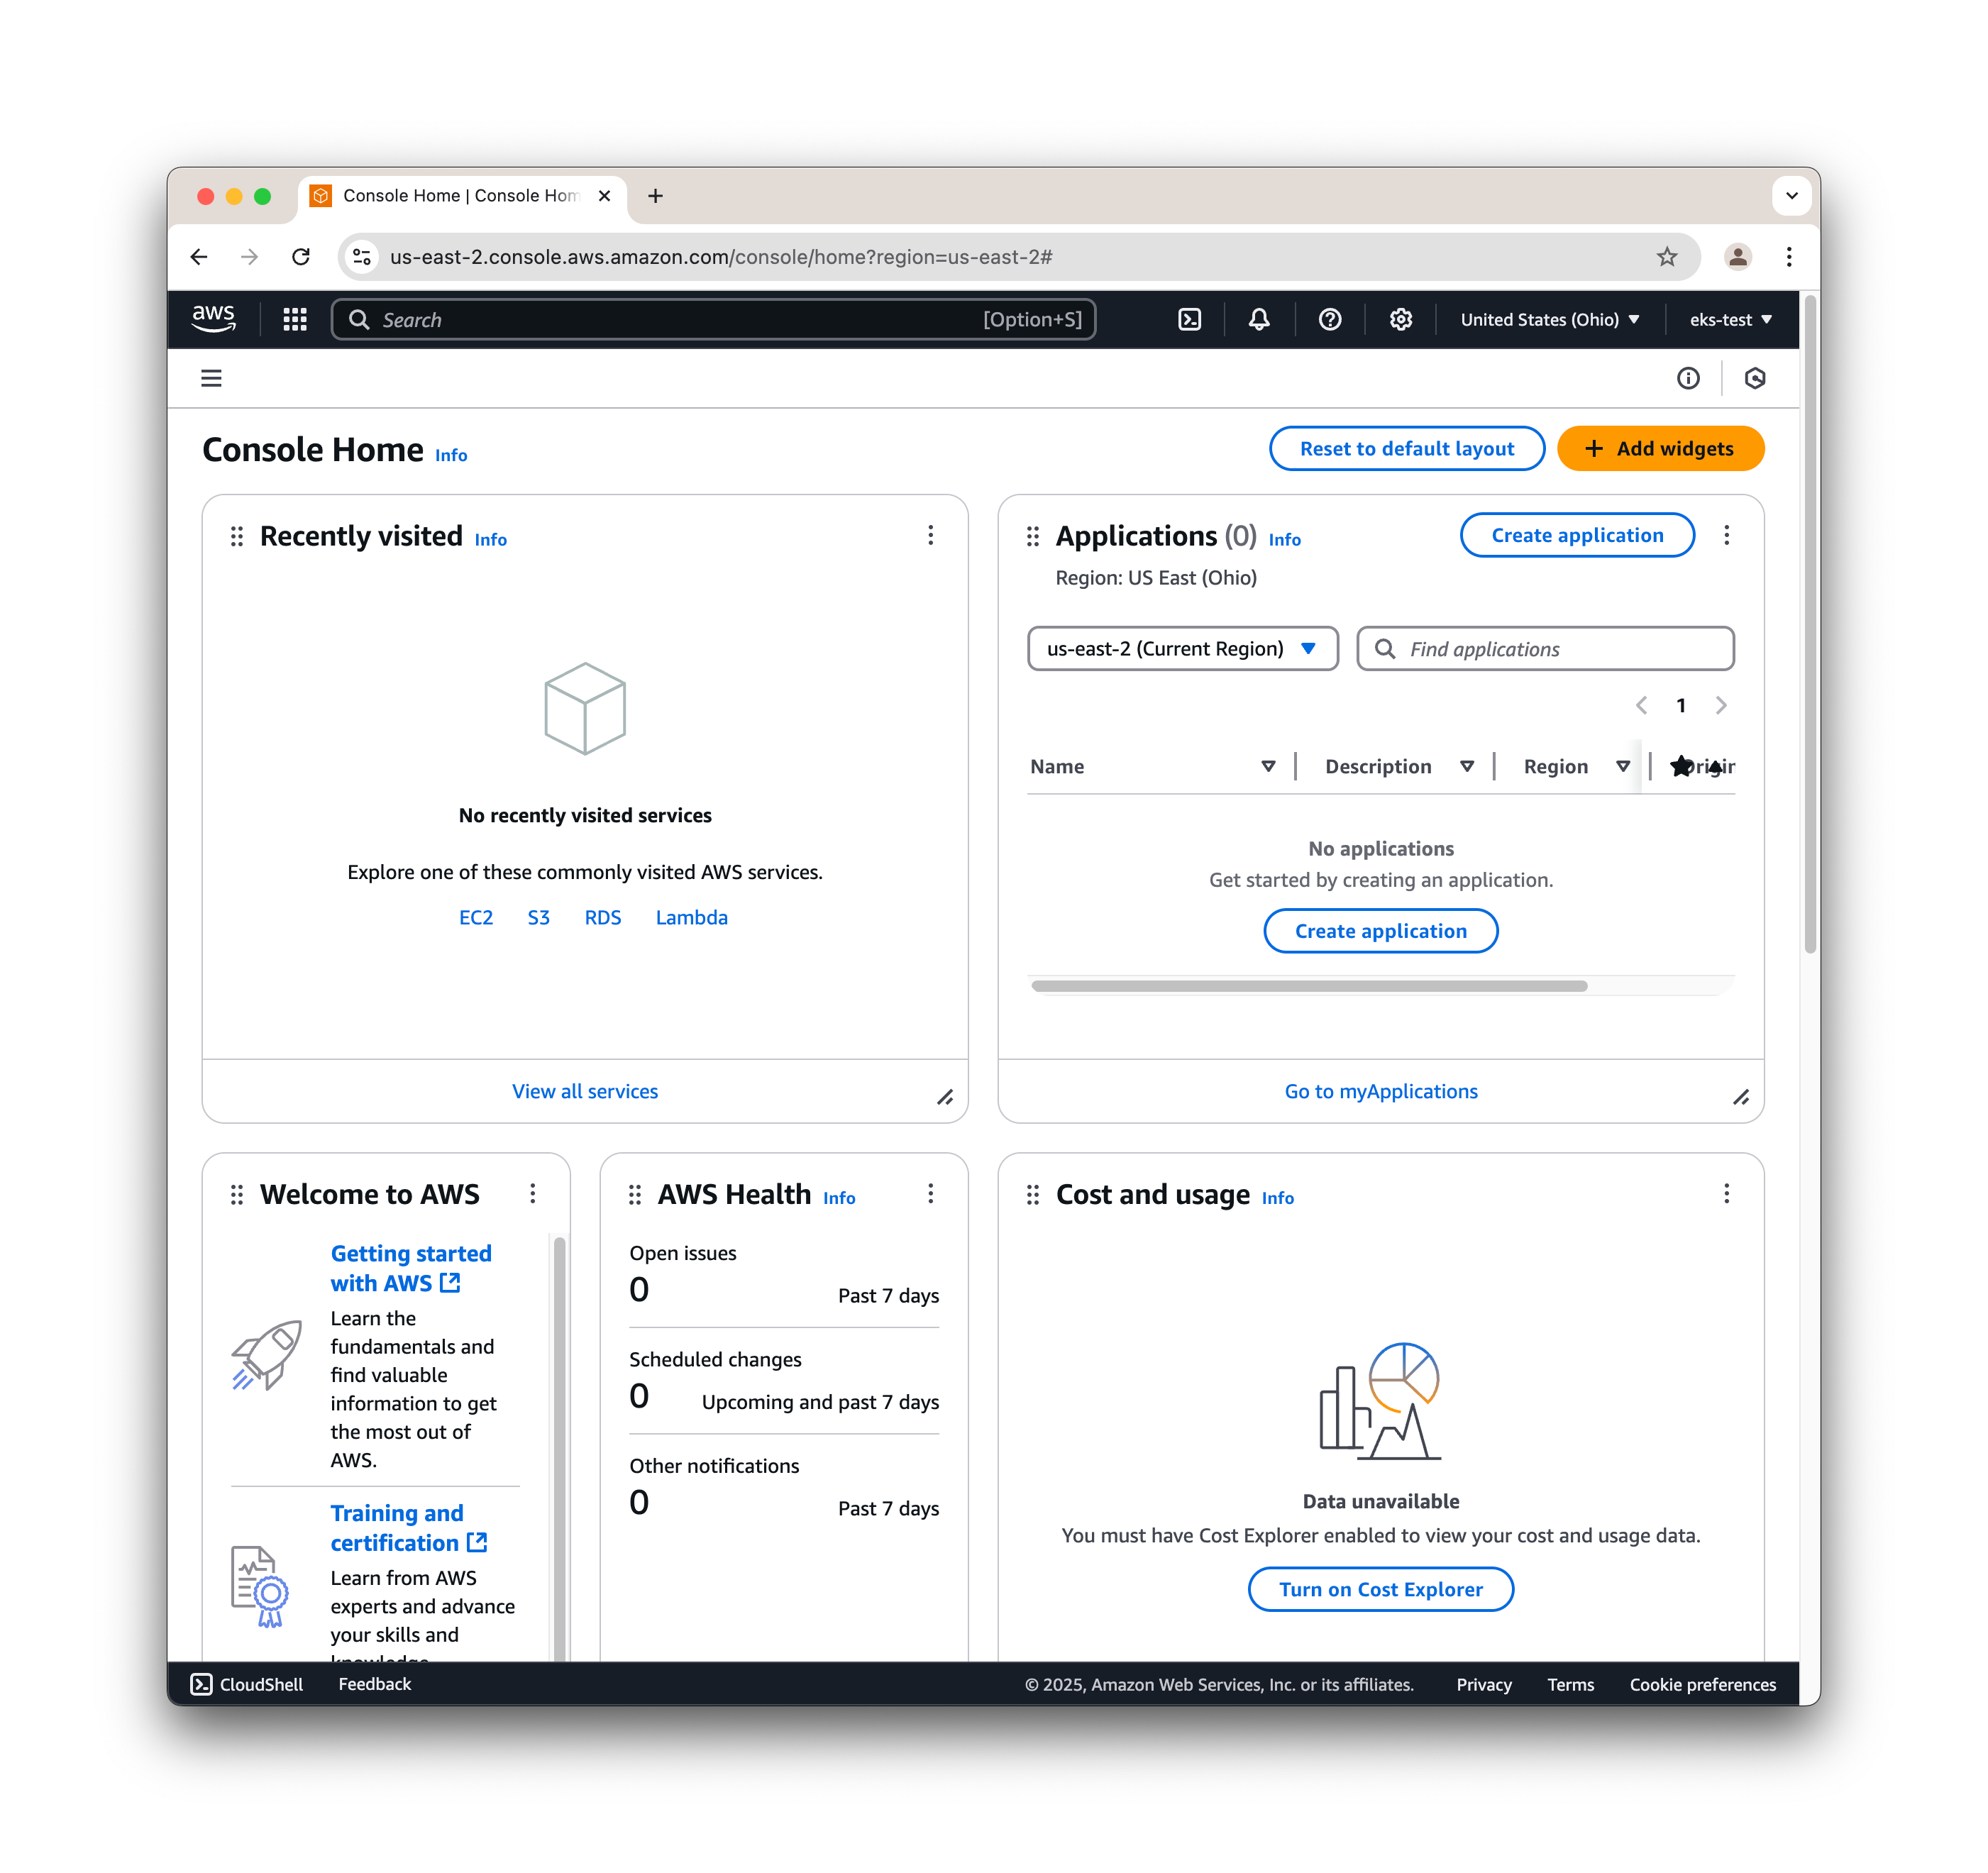 Console Home | Console Hom
us-east-2.console.aws.amazon.com/console/home?region=us-east-2#
aws
Search
[Option+S]
United States (Ohio)
eks-test
Console Home Info
Reset to default layout
+ Add widgets
Recently visited Info
No recently visited services
Explore one of these commonly visited AWS services.
EC2 S3 RDS Lambda
View all services
Applications (0) Info
Create application
Region: US East (Ohio)
us-east-2 (Current Region)
Find applications
1
Name
Description
Region
No applications
Get started by creating an application.
Create application
Go to myApplications
Welcome to AWS
Getting started
with AWS
Learn the
fundamentals and
find valuable
information to get
the most out of
AWS.
Training and
certification
Learn from AWS
experts and advance
your skills and
knowledge
AWS Health Info
Open issues
0 Past 7 days
Scheduled changes
0 Upcoming and past 7 days
Other notifications
0 Past 7 days
Cost and usage Info
Data unavailable
You must have Cost Explorer enabled to view your cost and usage data.
Turn on Cost Explorer
CloudShell
Feedback
© 2025, Amazon Web Services, Inc. or its affiliates.
Privacy
Terms
Cookie preferences